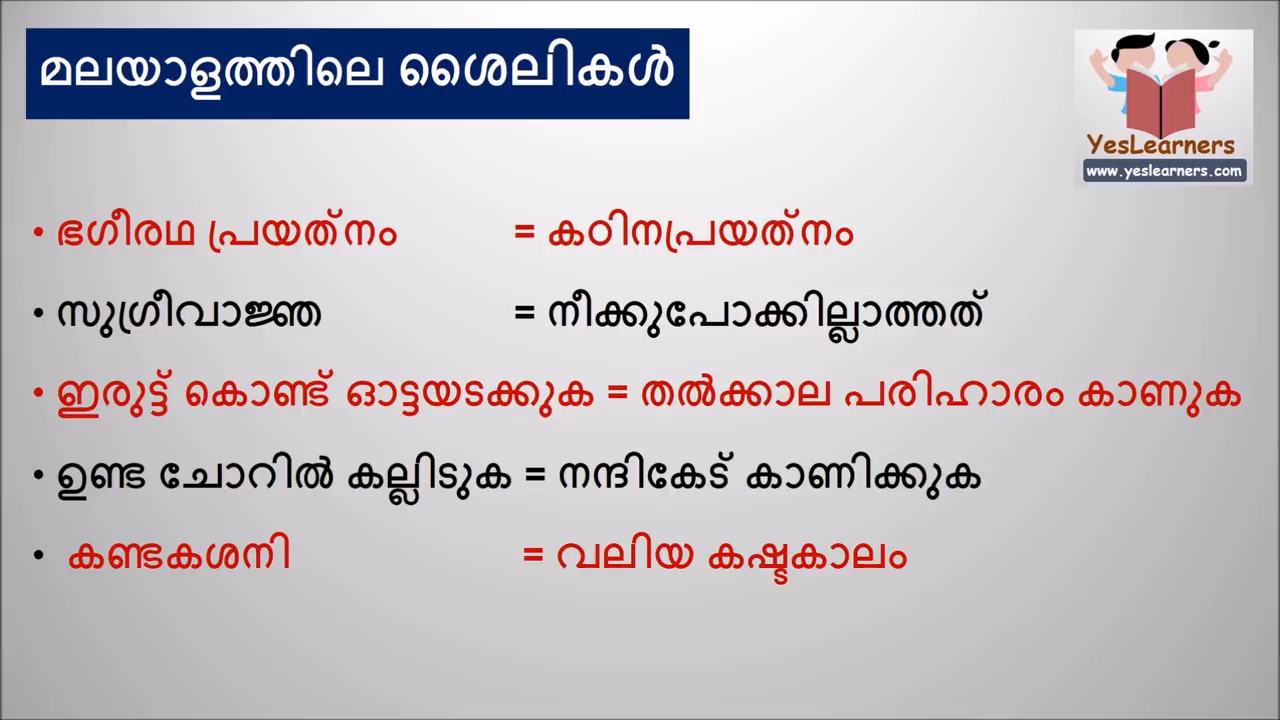 മലയാളത്തിലെ ശൈലികൾ
YesLearners
www.yeslearners.com
• ഭഗീരഥ പ്രയത്നം = കഠിനപ്രയത്നം
• സുഗ്രീവാജ്ഞ = നീക്കുപോക്കില്ലാത്തത്
• ഇരുട്ട് കൊണ്ട് ഓട്ടയടക്കുക = തൽക്കാല പരിഹാരം കാണുക
• ഉണ്ട ചോറിൽ കല്ലിടുക = നന്ദികേട് കാണിക്കുക
• കണ്ടകശനി = വലിയ കഷ്ടകാലം